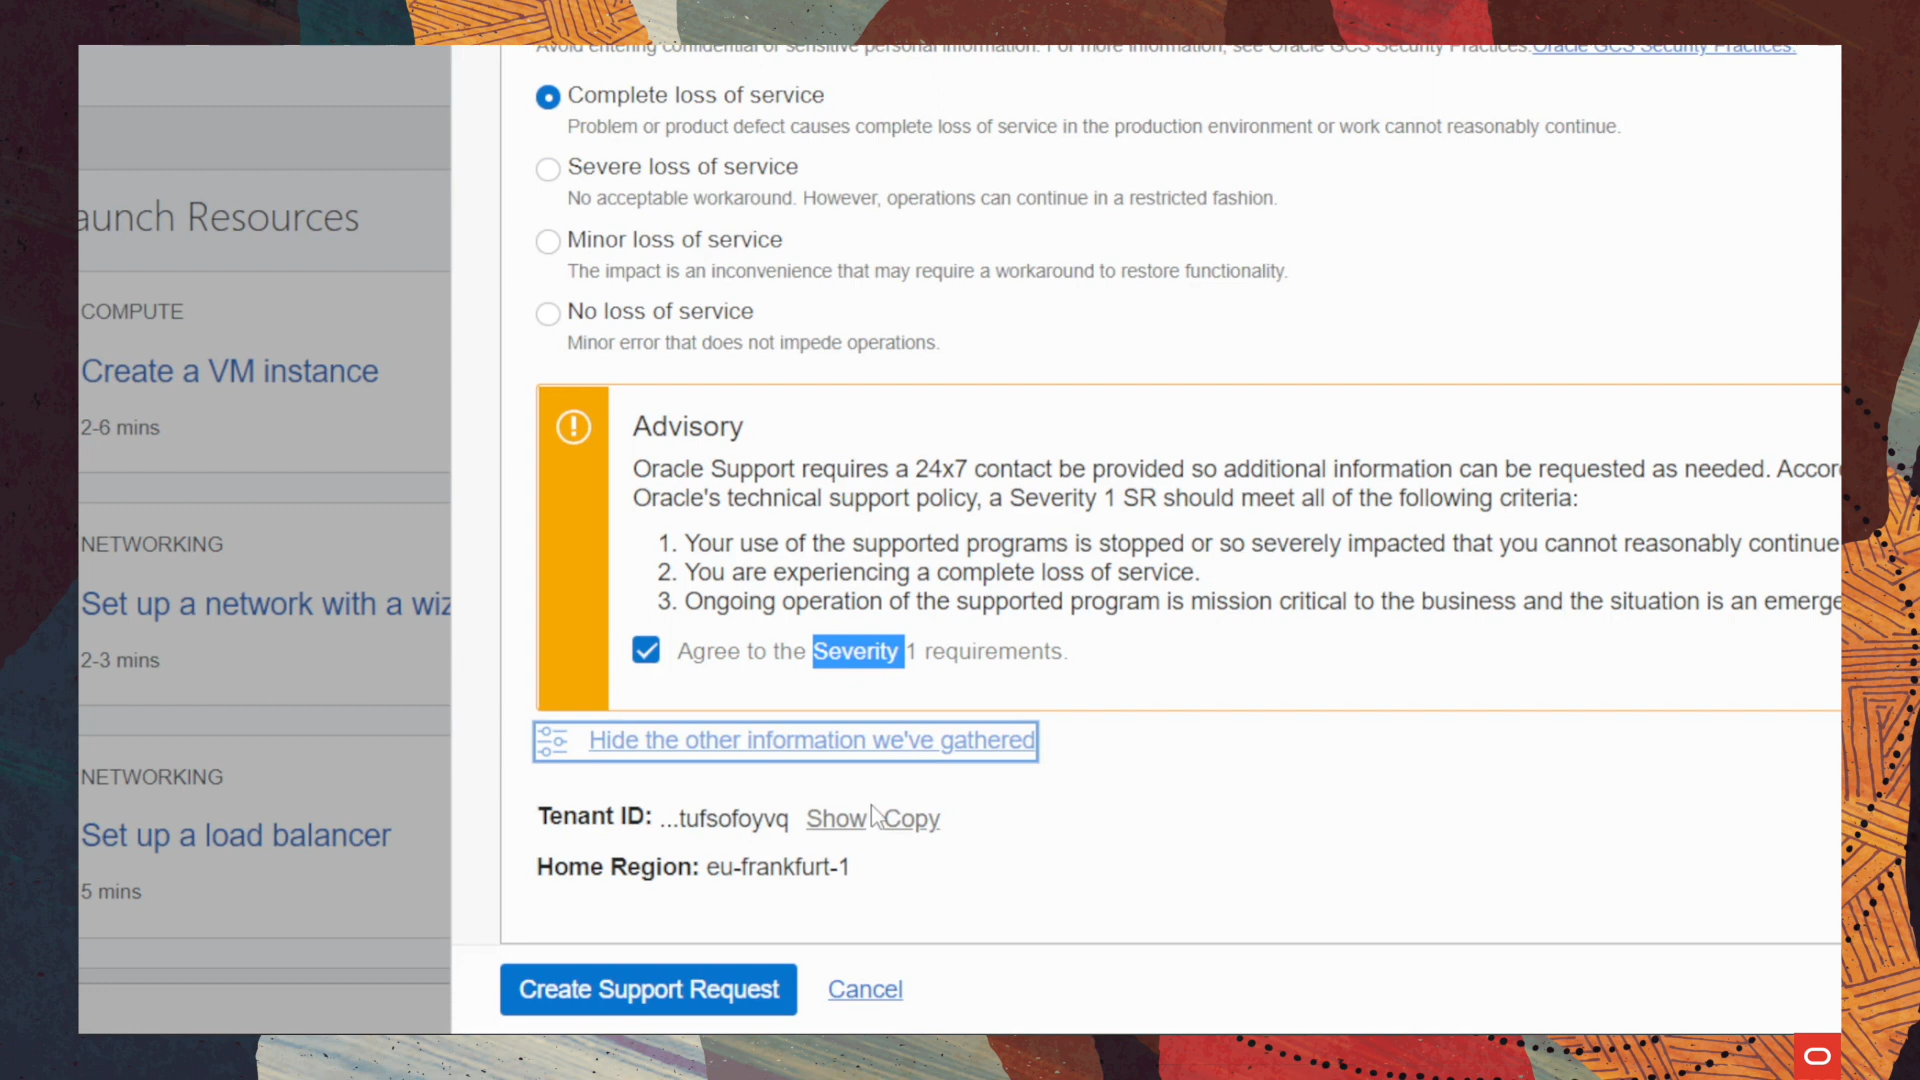 Avoid entering confidential or sensitive personal information. For more information, see Oracle GCS Security Practices.Oracle GCS Security Practices.
Complete loss of service
Problem or product defect causes complete loss of service in the production environment or work cannot reasonably continue.
Severe loss of service
No acceptable workaround. However, operations can continue in a restricted fashion.
aunch Resources
Minor loss of service
The impact is an inconvenience that may require a workaround to restore functionality.
COMPUTE
No loss of service
Minor error that does not impede operations.
Create a VM instance
2-6 mins
Advisory
Oracle Support requires a 24x7 contact be provided so additional information can be requested as needed. Accor
Oracle's technical support policy, a Severity 1 SR should meet all of the following criteria:
1. Your use of the supported programs is stopped or so severely impacted that you cannot reasonably continue
2. You are experiencing a complete loss of service.
3. Ongoing operation of the supported program is mission critical to the business and the situation is an emerge
Agree to the Severity 1 requirements.
NETWORKING
Set up a network with a wiz
2-3 mins
Hide the other information we've gathered
Tenant ID: ...tufsofoyvq Show Copy
Home Region: eu-frankfurt-1
NETWORKING
Set up a load balancer
5 mins
Create Support Request Cancel